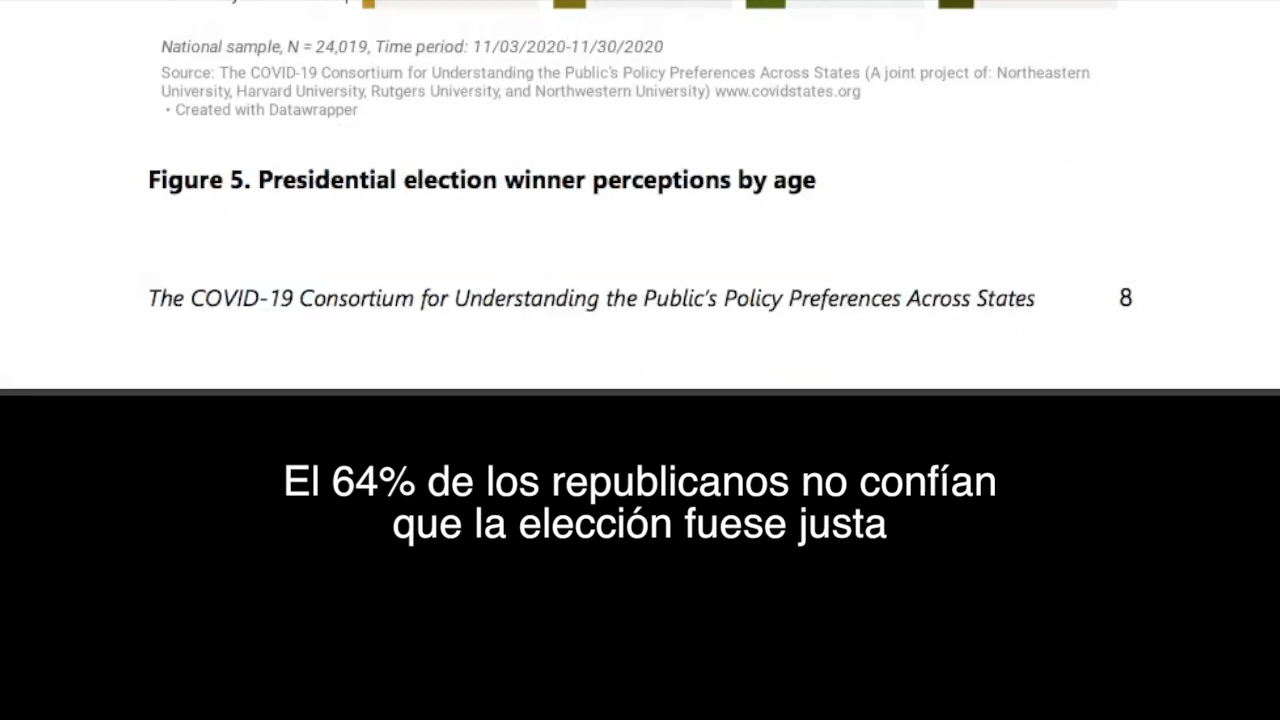 National sample, N = 24,019, Time period: 11/03/2020-11/30/2020
Source: The COVID-19 Consortium for Understanding the Public's Policy Preferences Across States (A joint project of: Northeastern
University, Harvard University, Rutgers University, and Northwestern University) www.covidstates.org
• Created with Datawrapper
Figure 5. Presidential election winner perceptions by age
The COVID-19 Consortium for Understanding the Public's Policy Preferences Across States 8
El 64% de los republicanos no confían
que la elección fuese justa